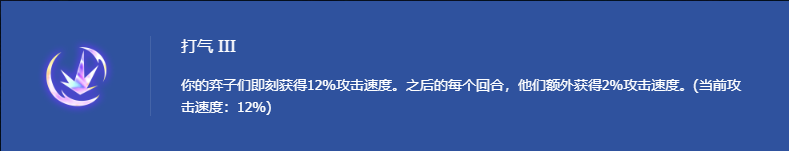 打气 III
你的弈子们即刻获得12%攻击速度。之后的每个回合，他们额外获得2%攻击速度。(当前攻
击速度：12%)